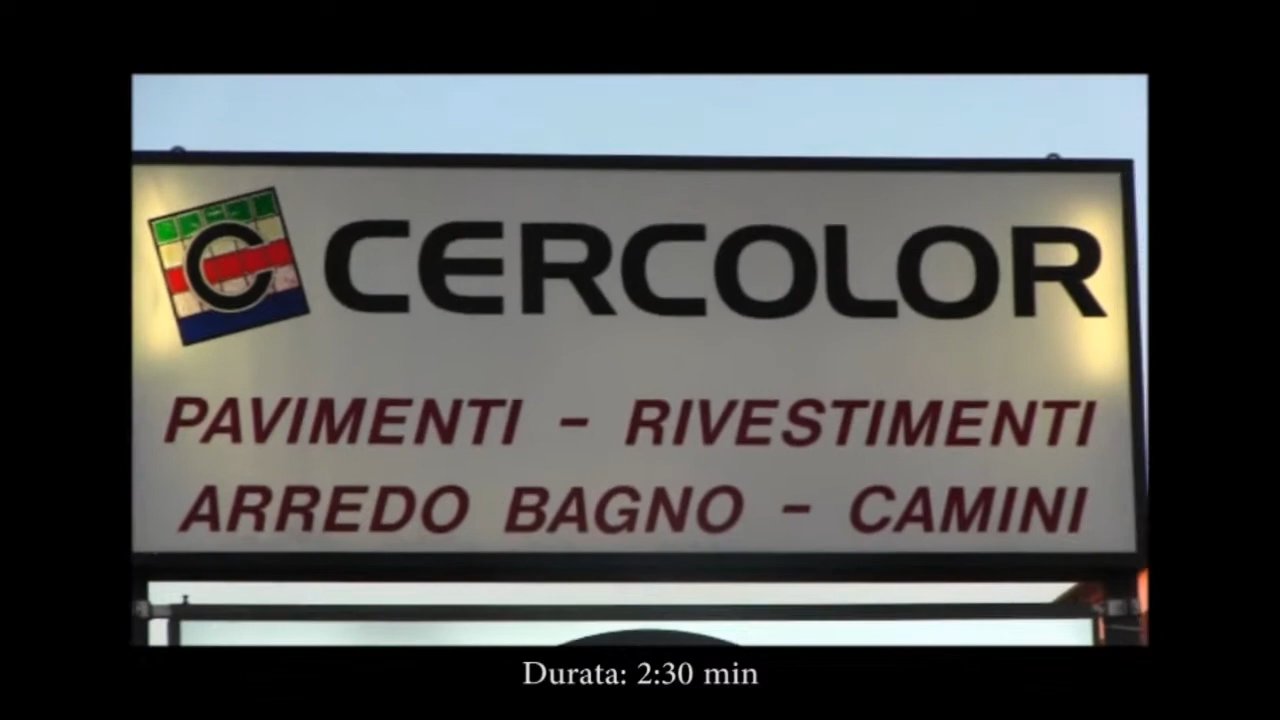 C CERCOLOR
PAVIMENTI - RIVESTIMENTI
ARREDO BAGNO - CAMINI
Durata: 2:30 min